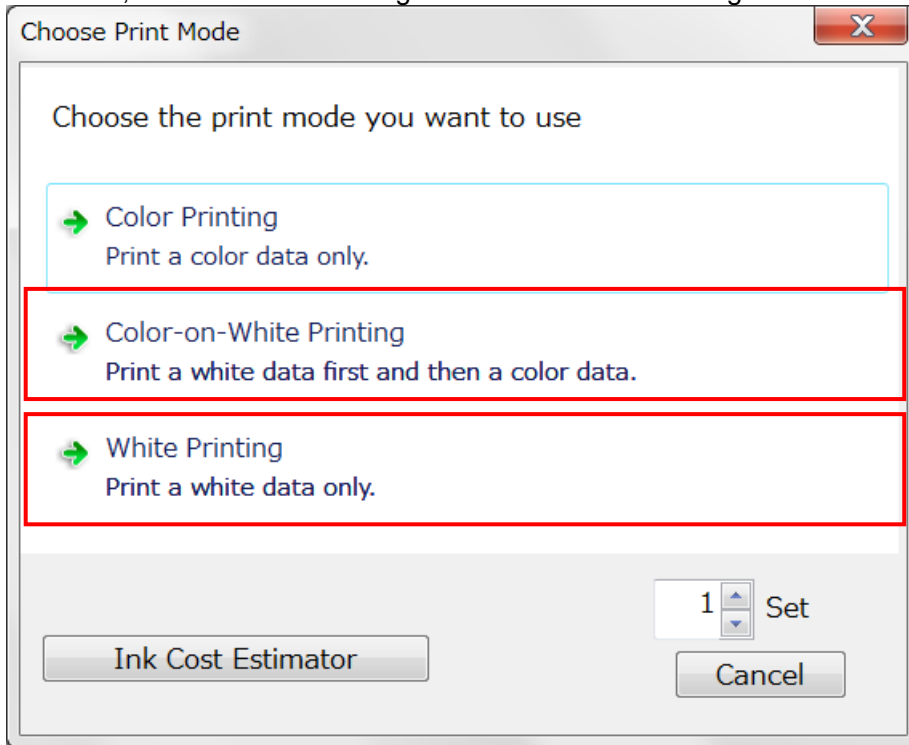 Choose Print Mode
X
Choose the print mode you want to use
Color Printing
Print a color data only.
Color-on-White Printing
Print a white data first and then a color data.
White Printing
Print a white data only.
1 Set
Ink Cost Estimator
Cancel